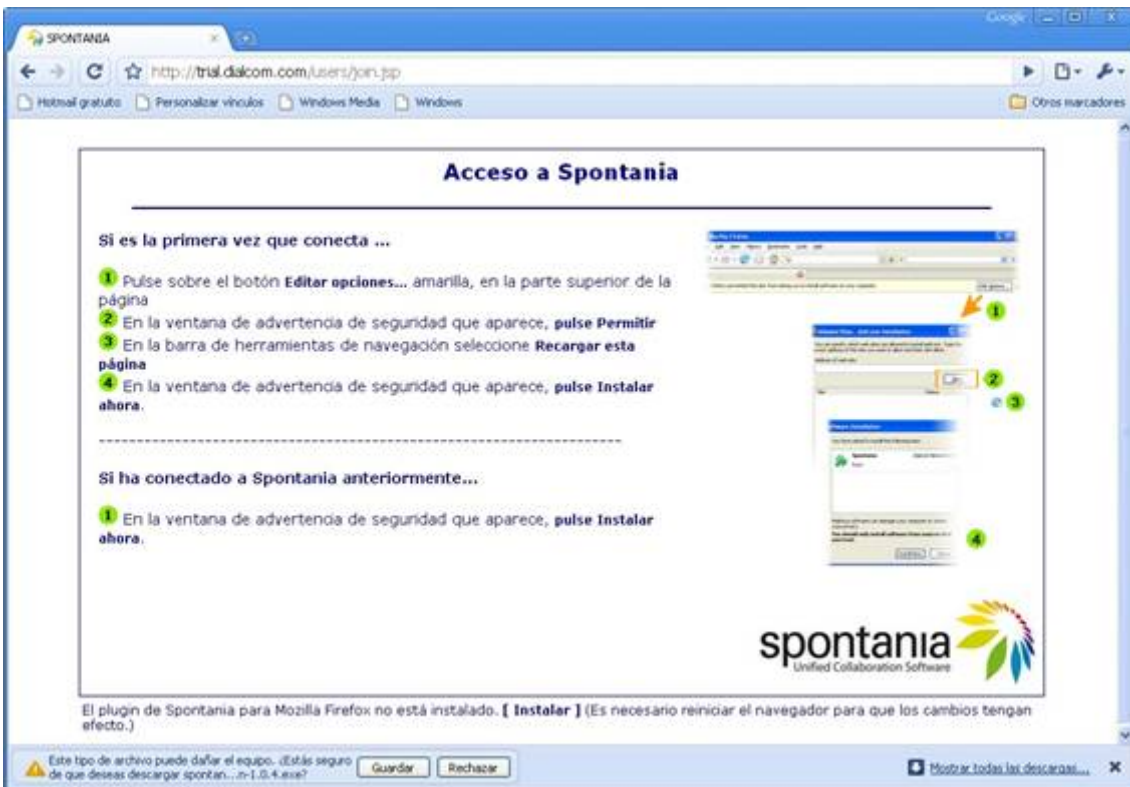 Google
SPONTANIA
http://trial.dialcom.com/users/join.jsp
Hotmail gratuito Personalizar vínculos Windows Media Windows Otros marcadores
Acceso a Spontania
Si es la primera vez que conecta ...
1 Pulse sobre el botón Editar opciones... amarilla, en la parte superior de la
página
2 En la ventana de advertencia de seguridad que aparece, pulse Permitir
3 En la barra de herramientas de navegación seleccione Recargar esta
página
4 En la ventana de advertencia de seguridad que aparece, pulse Instalar
ahora.
----------------------------------------------------------------------
Si ha conectado a Spontania anteriormente...
1 En la ventana de advertencia de seguridad que aparece, pulse Instalar
ahora.
1
2
3
4
spontania
Unified Collaboration Software
El plugin de Spontania para Mozilla Firefox no está instalado. [ Instalar ] (Es necesario reiniciar el navegador para que los cambios tengan
efecto.)
Este tipo de archivo puede dañar el equipo. ¿Estás seguro
de que deseas descargar spontan...n-1.0.4.exe?
Guardar Rechazar
Mostrar todas las descargas...